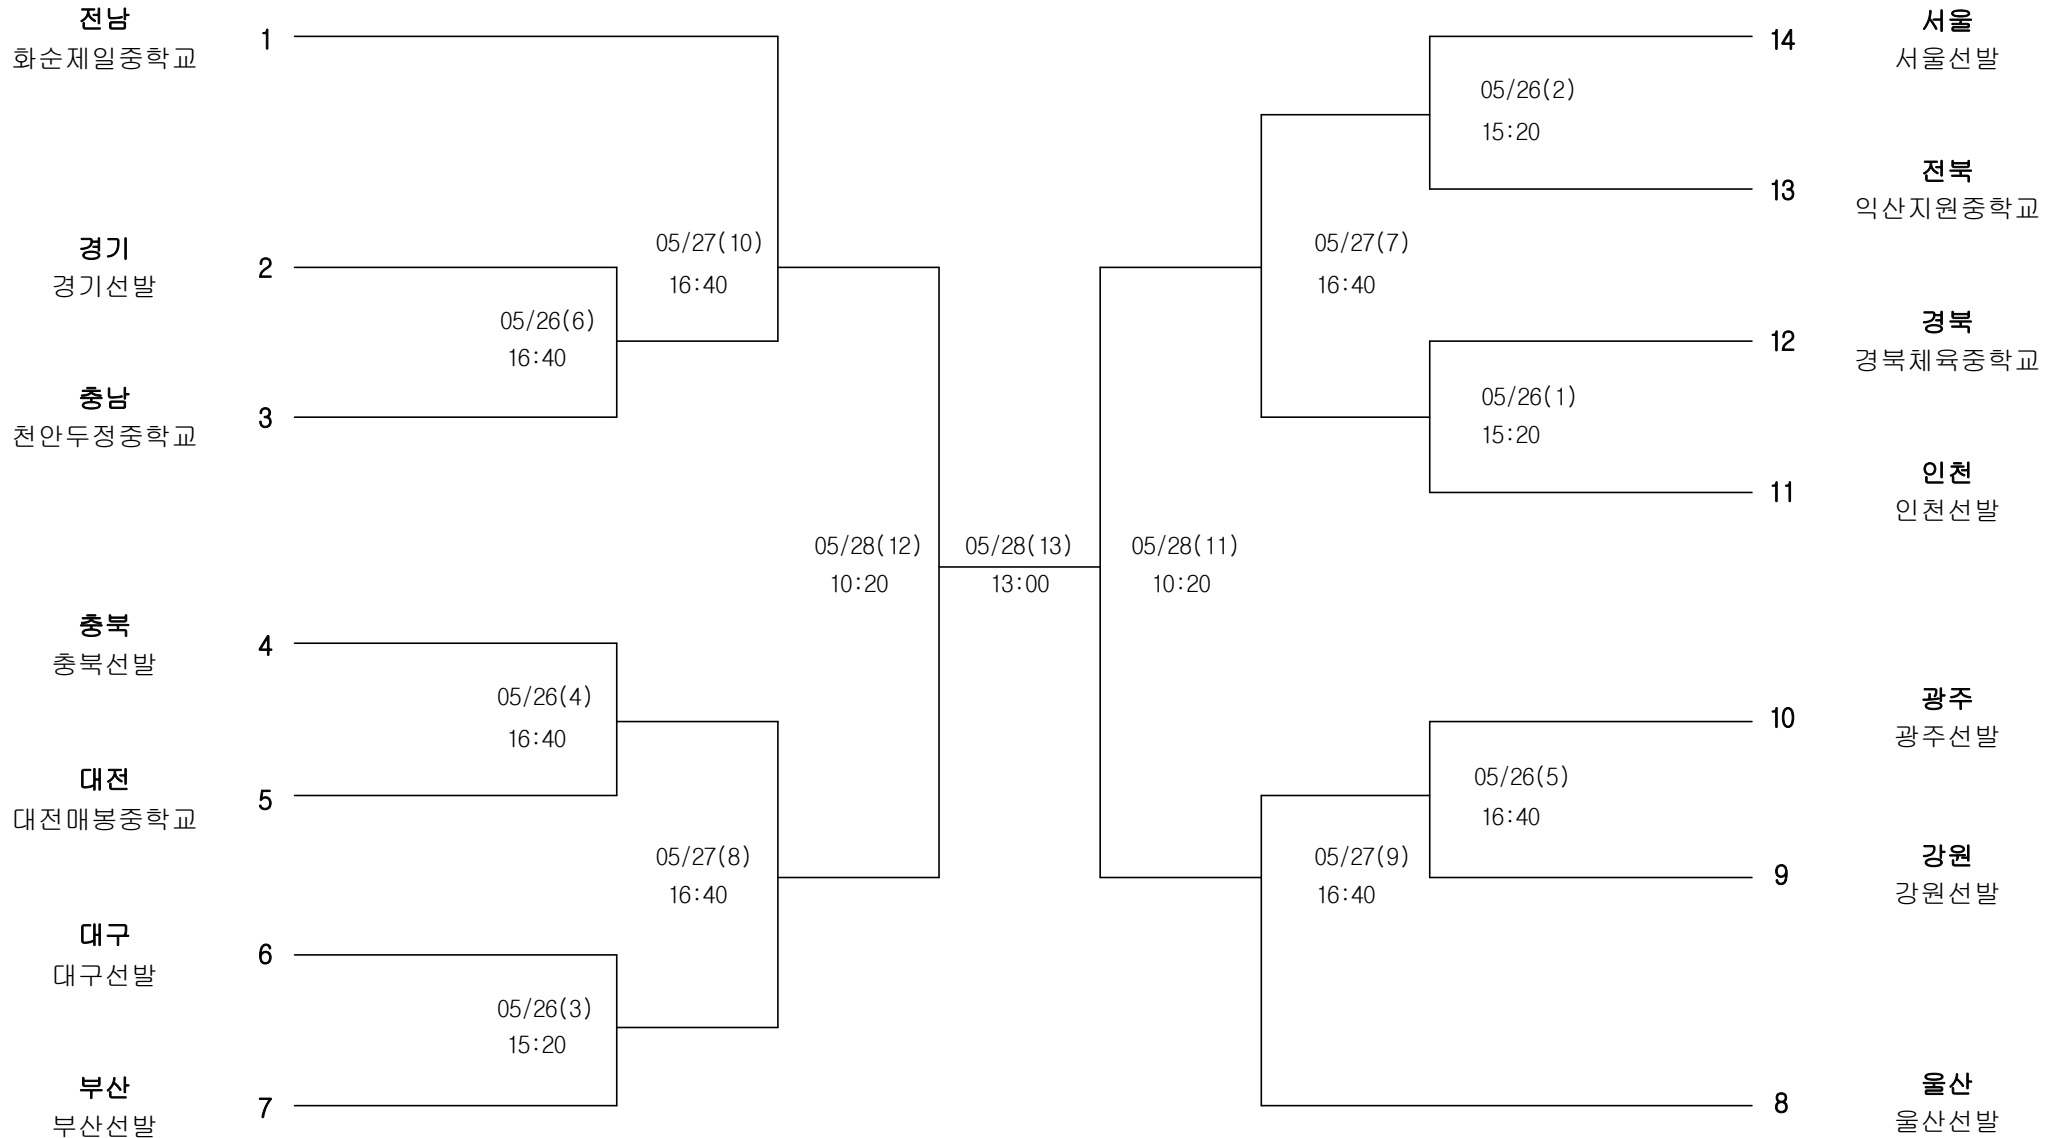 전남
화순제일중학교
1
경기
경기선발
2
충남
천안두정중학교
3
충북
충북선발
4
대전
대전매봉중학교
5
대구
대구선발
6
부산
부산선발
7
05/27(10)
16:40
05/26(6)
16:40
05/26(4)
16:40
05/27(8)
16:40
05/26(3)
15:20
05/28(12)
10:20
05/28(13)
13:00
05/28(11)
10:20
05/26(2)
15:20
05/27(7)
16:40
05/26(1)
15:20
05/26(5)
16:40
05/27(9)
16:40
14
서울
서울선발
13
전북
익산지원중학교
12
경북
경북체육중학교
11
인천
인천선발
10
광주
광주선발
9
강원
강원선발
8
울산
울산선발